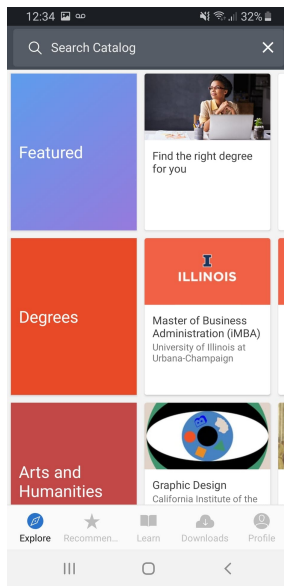 12:34
32%
Search Catalog
Featured
Find the right degree
for you
Degrees
I
ILLINOIS
Master of Business
Administration (iMBA)
University of Illinois at
Urbana-Champaign
Arts and
Humanities
Graphic Design
California Institute of the
Explore
Recommen...
Learn
Downloads
Profile